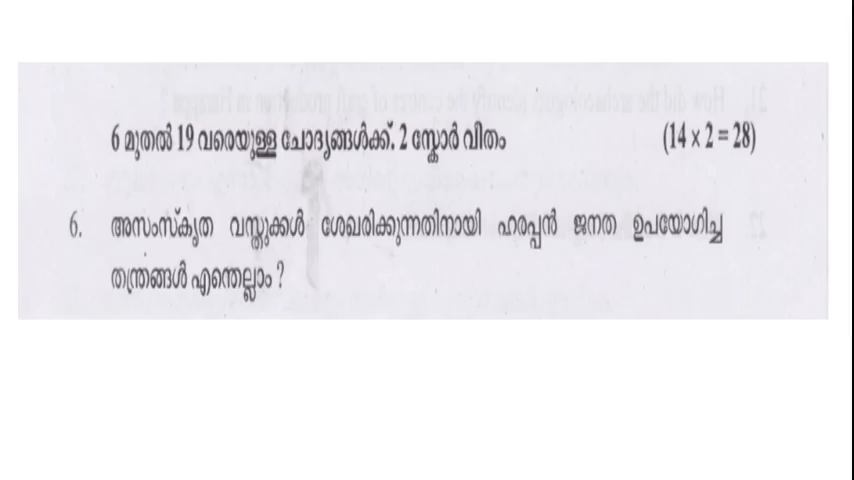 6 മുതൽ 19 വരെയുള്ള ചോദ്യങ്ങൾക്ക്. 2 സ്കോർ വീതം (14 x 2 = 28)
6. അസംസ്കൃത വസ്തുക്കൾ ശേഖരിക്കുന്നതിനായി ഹരപ്പൻ ജനത ഉപയോഗിച്ച
തന്ത്രങ്ങൾ എന്തെല്ലാം ?